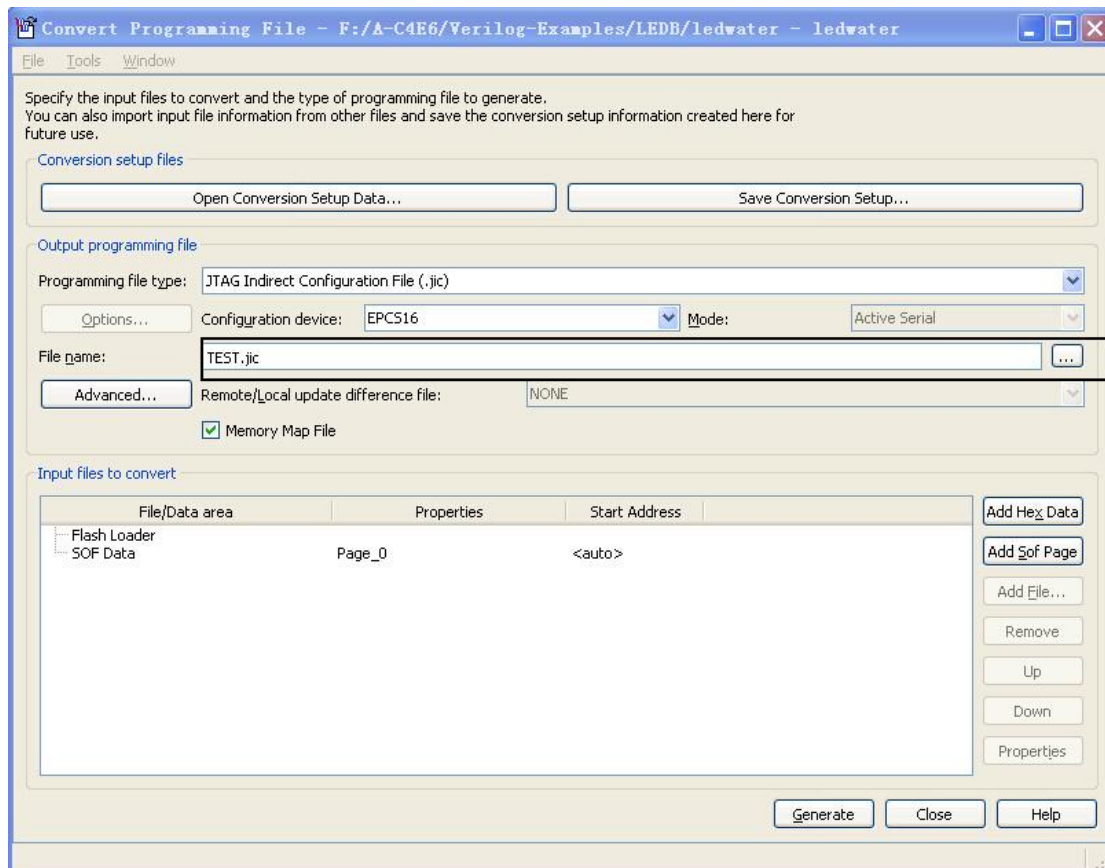 Convert Programming File - F:/A-C4E6/Verilog-Examples/LEDB/ledwater - ledwater
File Tools Window
Specify the input files to convert and the type of programming file to generate.
You can also import input file information from other files and save the conversion setup information created here for
future use.
Conversion setup files
Open Conversion Setup Data...
Save Conversion Setup...
Output programming file
Programming file type: JTAG Indirect Configuration File (.jic)
Options... Configuration device: EPCS16 Mode: Active Serial
File name: TEST.jic ...
Advanced... Remote/Local update difference file: NONE
Memory Map File
Input files to convert
File/Data area Properties Start Address
Flash Loader
SOF Data Page_0 <auto>
Add Hex Data
Add Sof Page
Add File...
Remove
Up
Down
Properties
Generate Close Help